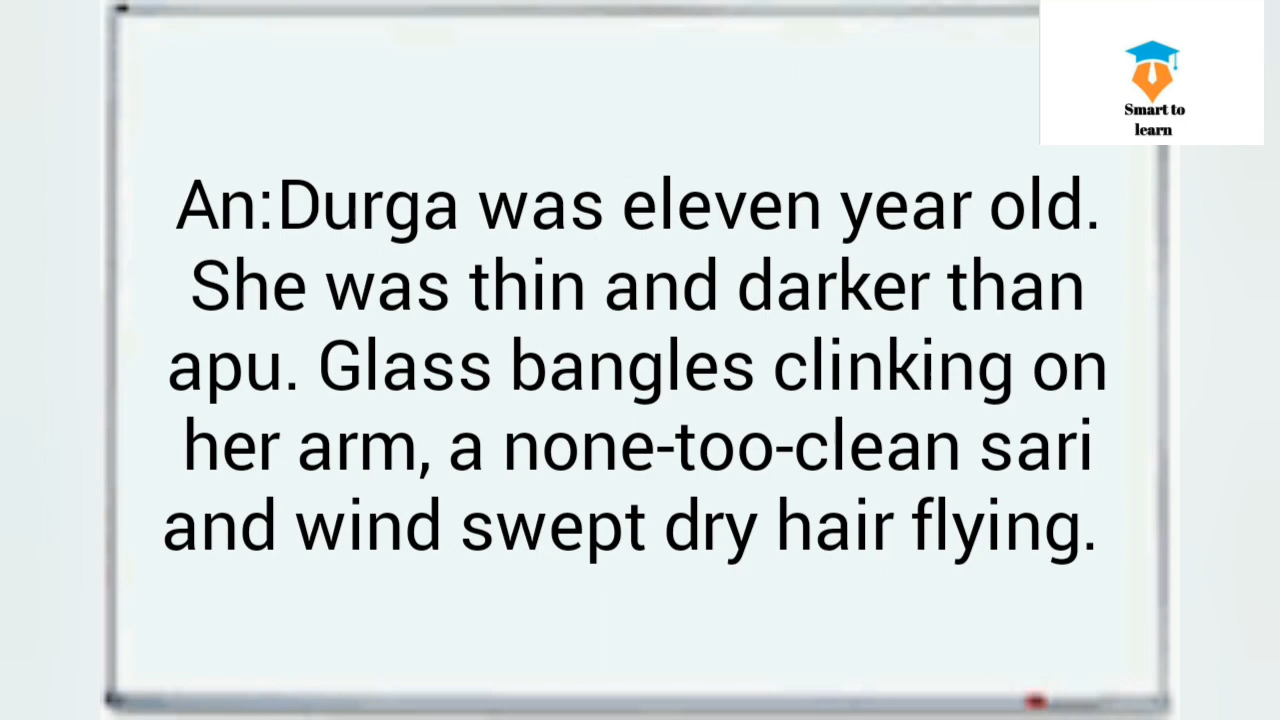 Smart to
learn
An:Durga was eleven year old.
She was thin and darker than
apu. Glass bangles clinking on
her arm, a none-too-clean sari
and wind swept dry hair flying.